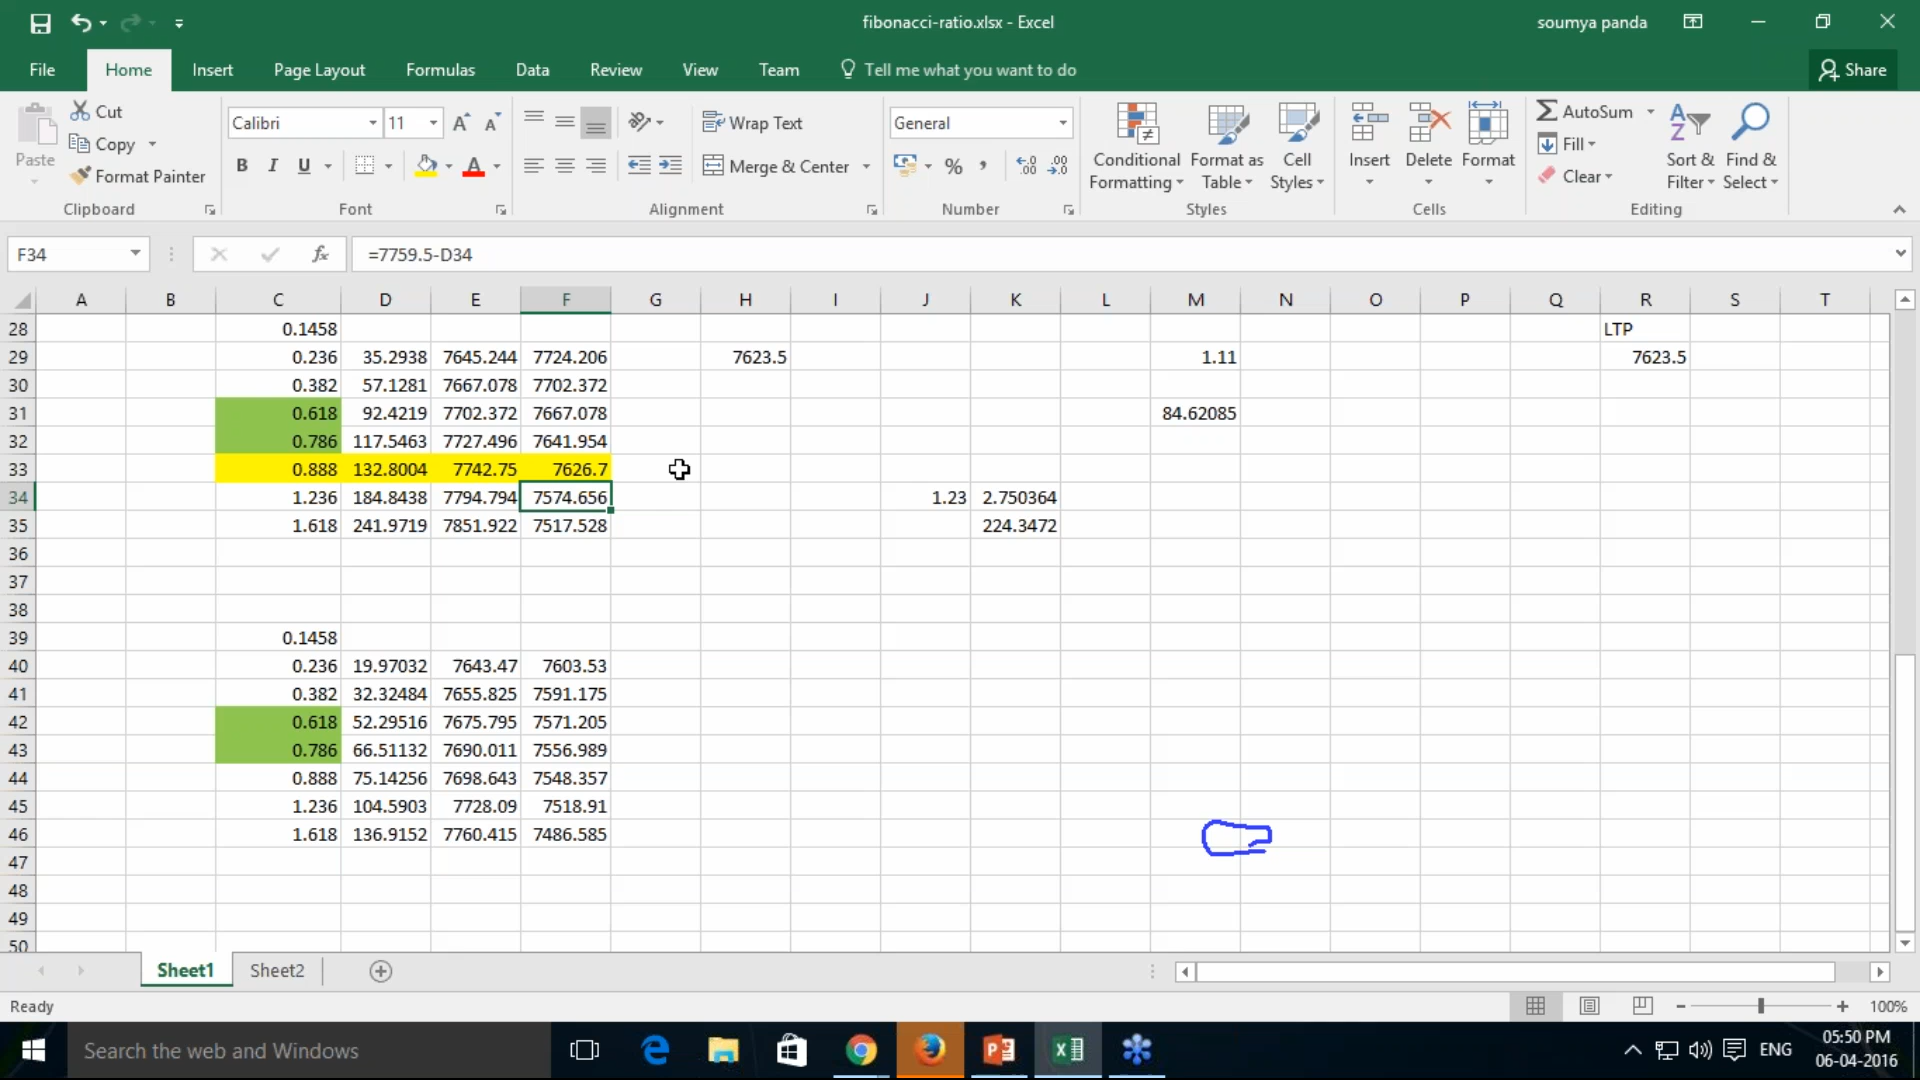 fibonacci-ratio.xlsx - Excel
soumya panda
File Home Insert Page Layout Formulas Data Review View Team Tell me what you want to do Share
Paste
Cut
Copy
Format Painter
Clipboard
Calibri 11
B I U
Font
Wrap Text
Merge & Center
Alignment
General
%
Number
Conditional Formatting
Format as Table
Cell Styles
Styles
Insert Delete Format
Cells
AutoSum
Fill
Clear
Sort & Filter
Find & Select
Editing
F34 fx =7759.5-D34
A B C D E F G H I J K L M N O P Q R S T
28 0.1458 LTP
29 0.236 35.2938 7645.244 7724.206 7623.5 1.11 7623.5
30 0.382 57.1281 7667.078 7702.372
31 0.618 92.4219 7702.372 7667.078 84.62085
32 0.786 117.5463 7727.496 7641.954
33 0.888 132.8004 7742.75 7626.7
34 1.236 184.8438 7794.794 7574.656 1.23 2.750364
35 1.618 241.9719 7851.922 7517.528 224.3472
36
37
38
39 0.1458
40 0.236 19.97032 7643.47 7603.53
41 0.382 32.32484 7655.825 7591.175
42 0.618 52.29516 7675.795 7571.205
43 0.786 66.51132 7690.011 7556.989
44 0.888 75.14256 7698.643 7548.357
45 1.236 104.5903 7728.09 7518.91
46 1.618 136.9152 7760.415 7486.585
47
48
49
50
Sheet1 Sheet2
Ready 100%
Search the web and Windows
ENG
05:50 PM
06-04-2016